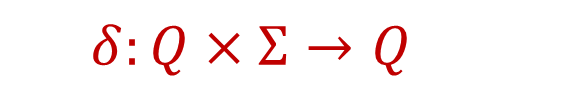 δ: Q × Σ → Q